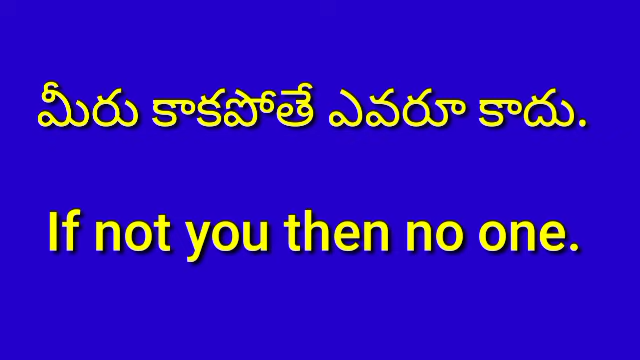 మీరు కాకపోతే ఎవరూ కాదు.
If not you then no one.